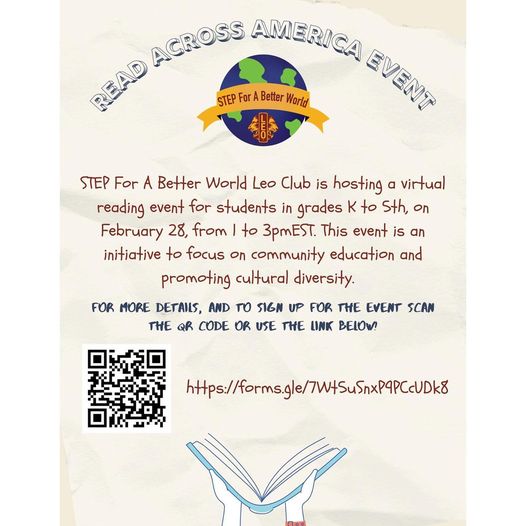 READ ACROSS AMERICA EVENT
STEP For A Better World
LEO
STEP For A Better World Leo Club is hosting a virtual
reading event for students in grades K to 5th, on
February 28, from 1 to 3pmEST. This event is an
initiative to focus on community education and
promoting cultural diversity.
FOR MORE DETAILS, AND TO SIGN UP FOR THE EVENT SCAN
THE QR CODE OR USE THE LINK BELOW!
https://forms.gle/7WtSuSnxP9PCcUDk8